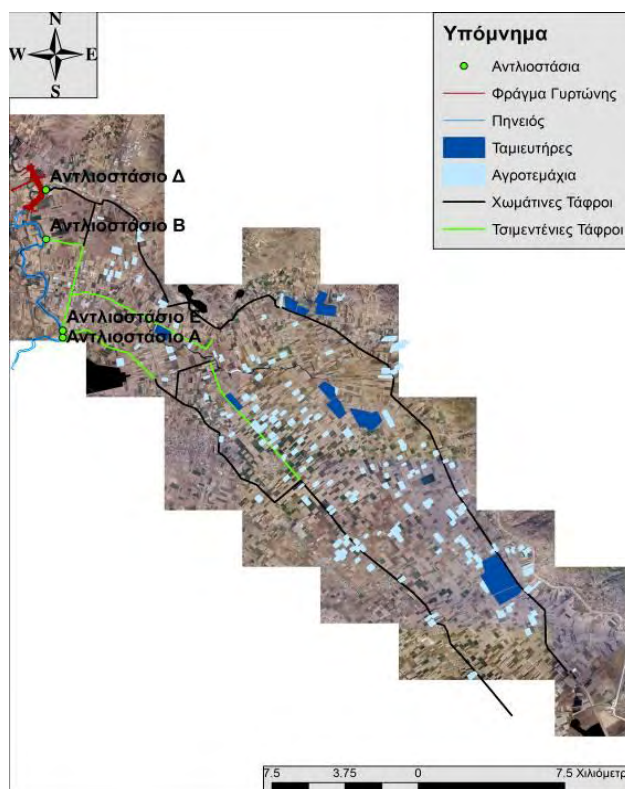 N
W E
S
Υπόμνημα
Αντλιοστάσια
Φράγμα Γυρτώνης
Πηνειός
Ταμιευτήρες
Αγροτεμάχια
Χωμάτινες Τάφροι
Τσιμεντένιες Τάφροι
Αντλιοστάσιο Δ
Αντλιοστάσιο Β
Αντλιοστάσιο Ε
Αντλιοστάσιο Α
7.5 3.75 0 7.5 Χιλιόμετρ